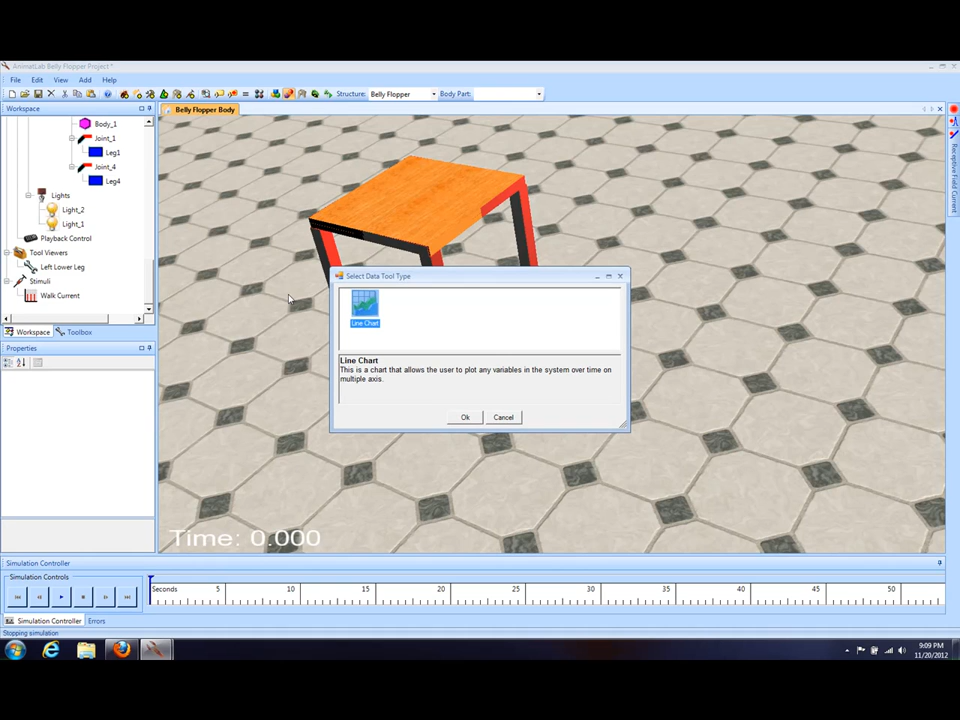 AnimatLab Belly Flopper Project *
File Edit View Add Help
Structure: Belly Flopper Body Part:
Workspace
Belly Flopper Body
Body_1
Joint_1
Leg1
Joint_4
Leg4
Lights
Light_2
Light_1
Playback Control
Tool Viewers
Left Lower Leg
Stimuli
Walk Current
Workspace Toolbox
Properties
Receptive Field Current
Select Data Tool Type
Line Chart
Line Chart
This is a chart that allows the user to plot any variables in the system over time on
multiple axis.
Ok Cancel
Time: 0.000
Simulation Controller
Simulation Controls
Seconds 5 10 15 20 25 30 35 40 45 50
Simulation Controller Errors
Stopping simulation
9:09 PM
11/20/2012